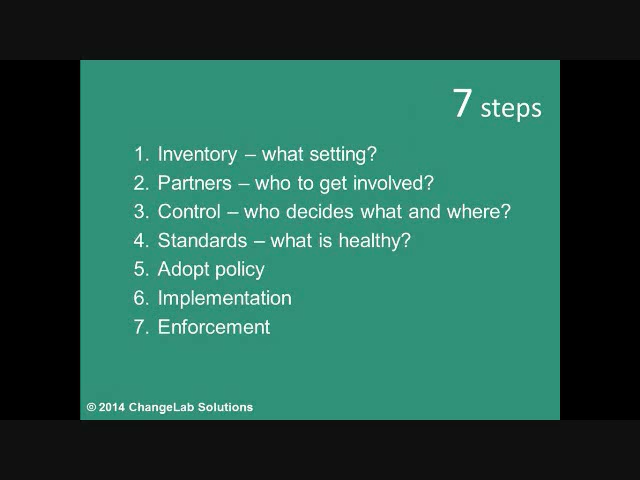 7 steps
1. Inventory – what setting?
2. Partners – who to get involved?
3. Control – who decides what and where?
4. Standards – what is healthy?
5. Adopt policy
6. Implementation
7. Enforcement
© 2014 ChangeLab Solutions